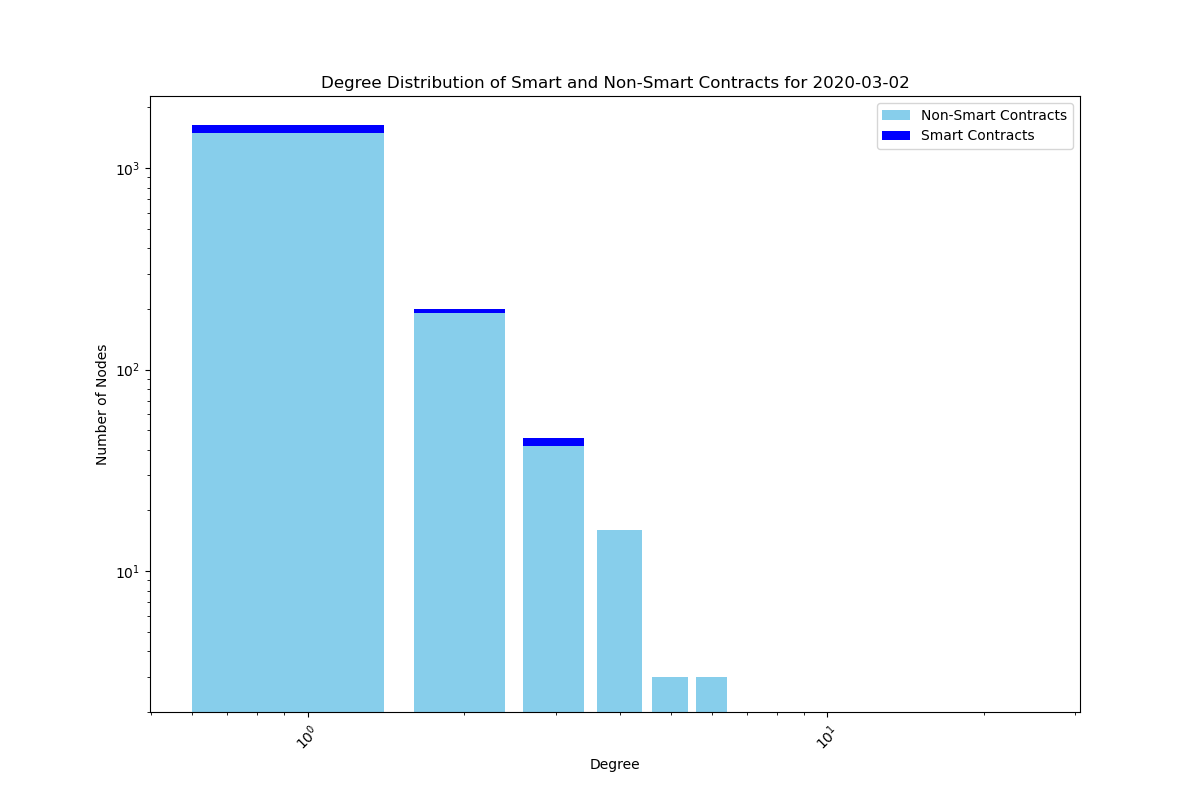 Degree Distribution of Smart and Non-Smart Contracts for 2020-03-02
Non-Smart Contracts
Smart Contracts
Number of Nodes
10³
10²
10¹
10⁰
10¹
Degree